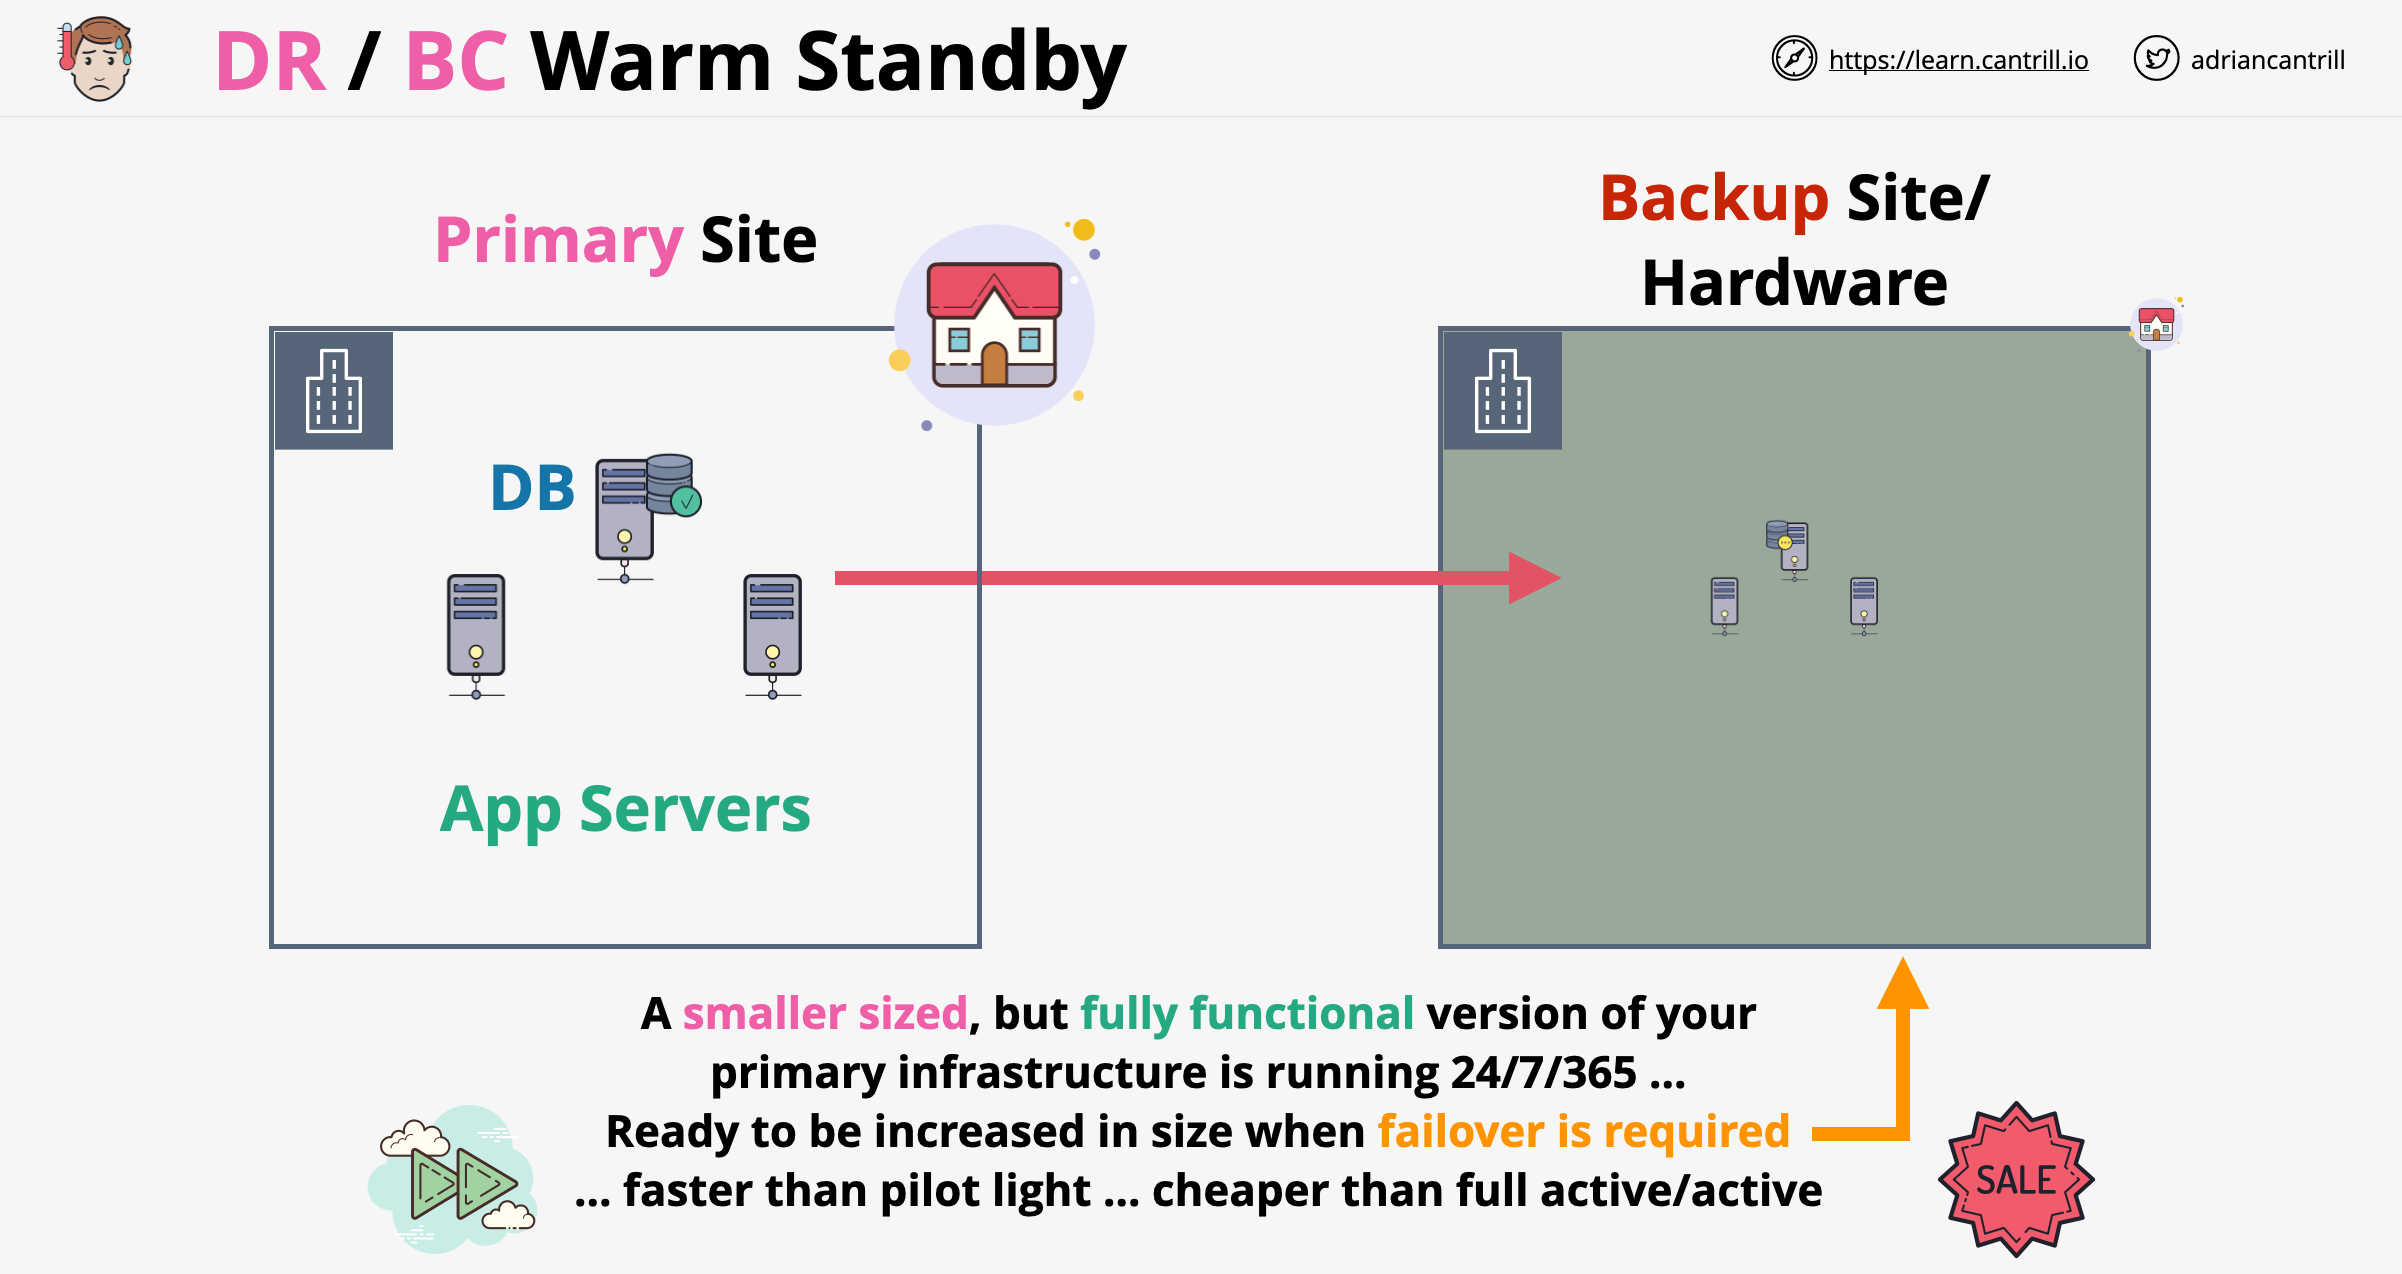 DR / BC Warm Standby
https://learn.cantrill.io
adriancantrill
Primary Site
Backup Site/
Hardware
DB
App Servers
A smaller sized, but fully functional version of your
primary infrastructure is running 24/7/365 ...
Ready to be increased in size when failover is required
... faster than pilot light ... cheaper than full active/active
SALE